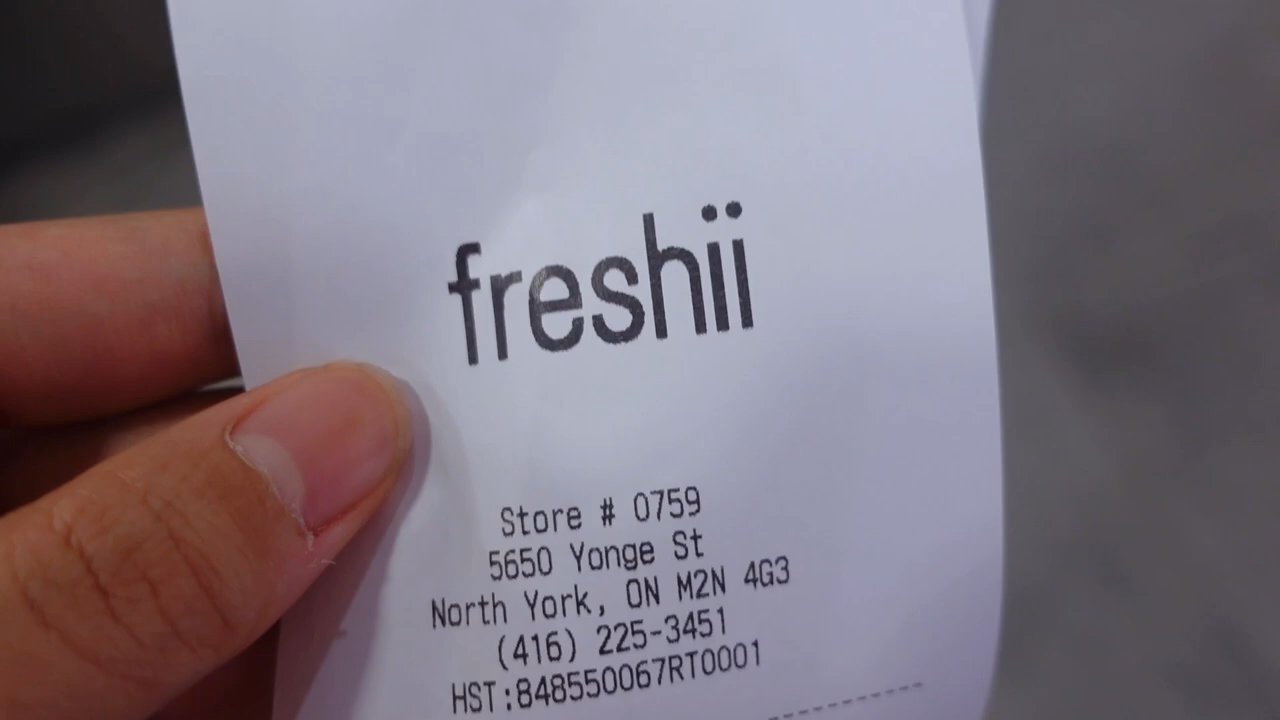 freshii
Store # 0759
5650 Yonge St
North York, ON M2N 4G3
(416) 225-3451
HST:848550067RT0001